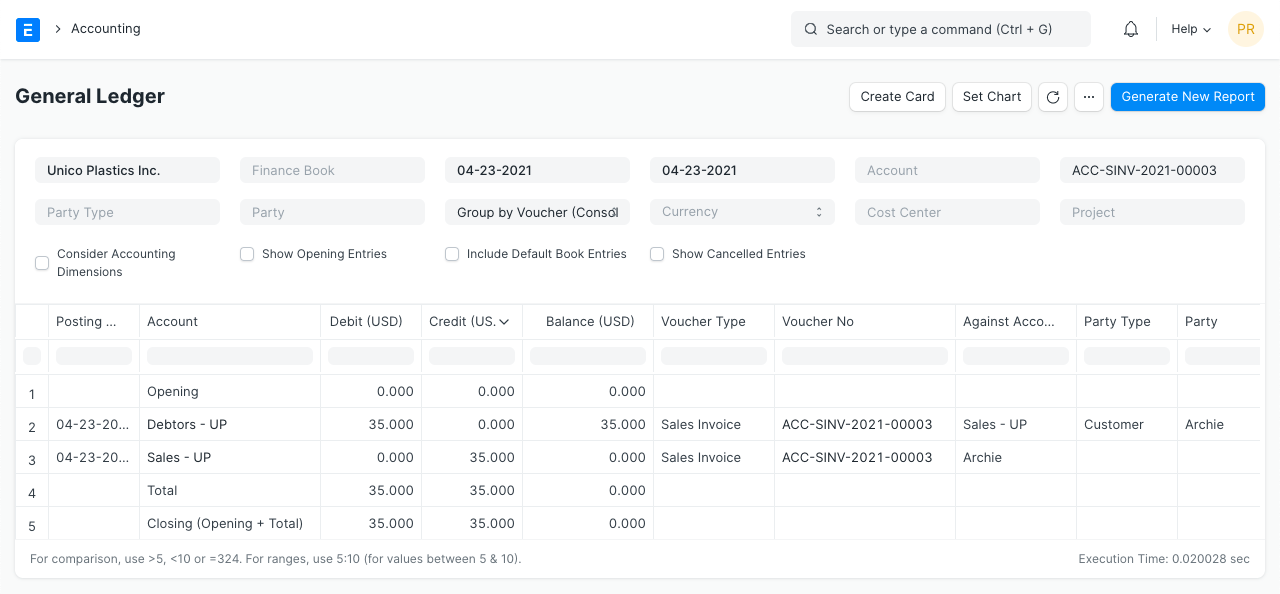 E
Accounting
Search or type a command (Ctrl + G)
Help
PR
General Ledger
Create Card
Set Chart
...
Generate New Report
Unico Plastics Inc.
Finance Book
04-23-2021
04-23-2021
Account
ACC-SINV-2021-00003
Party Type
Party
Group by Voucher (Consol
Currency
Cost Center
Project
Consider Accounting
Dimensions
Show Opening Entries
Include Default Book Entries
Show Cancelled Entries
Posting ... Account Debit (USD) Credit (US. Balance (USD) Voucher Type Voucher No Against Acco... Party Type Party
1 Opening 0.000 0.000 0.000
2 04-23-20... Debtors - UP 35.000 0.000 35.000 Sales Invoice ACC-SINV-2021-00003 Sales - UP Customer Archie
3 04-23-20... Sales - UP 0.000 35.000 0.000 Sales Invoice ACC-SINV-2021-00003 Archie
4 Total 35.000 35.000 0.000
5 Closing (Opening + Total) 35.000 35.000 0.000
For comparison, use >5, <10 or =324. For ranges, use 5:10 (for values between 5 & 10).
Execution Time: 0.020028 sec